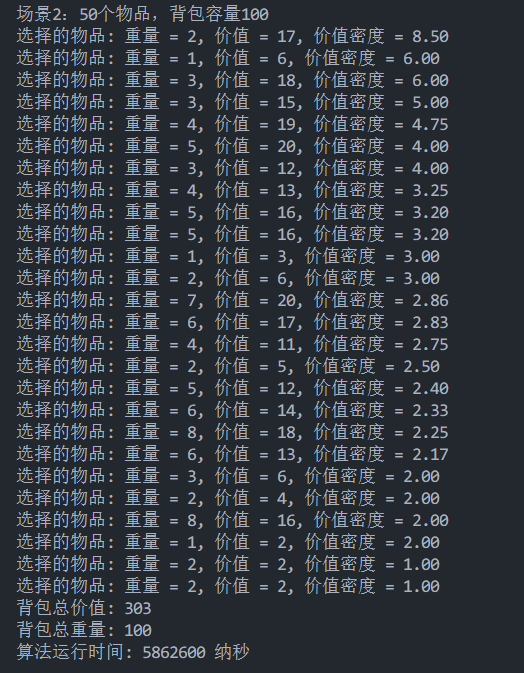 场景2：50个物品，背包容量100
选择的物品: 重量 = 2, 价值 = 17, 价值密度 = 8.50
选择的物品: 重量 = 1, 价值 = 6, 价值密度 = 6.00
选择的物品: 重量 = 3, 价值 = 18, 价值密度 = 6.00
选择的物品: 重量 = 3, 价值 = 15, 价值密度 = 5.00
选择的物品: 重量 = 4, 价值 = 19, 价值密度 = 4.75
选择的物品: 重量 = 5, 价值 = 20, 价值密度 = 4.00
选择的物品: 重量 = 3, 价值 = 12, 价值密度 = 4.00
选择的物品: 重量 = 4, 价值 = 13, 价值密度 = 3.25
选择的物品: 重量 = 5, 价值 = 16, 价值密度 = 3.20
选择的物品: 重量 = 5, 价值 = 16, 价值密度 = 3.20
选择的物品: 重量 = 1, 价值 = 3, 价值密度 = 3.00
选择的物品: 重量 = 2, 价值 = 6, 价值密度 = 3.00
选择的物品: 重量 = 7, 价值 = 20, 价值密度 = 2.86
选择的物品: 重量 = 6, 价值 = 17, 价值密度 = 2.83
选择的物品: 重量 = 4, 价值 = 11, 价值密度 = 2.75
选择的物品: 重量 = 2, 价值 = 5, 价值密度 = 2.50
选择的物品: 重量 = 5, 价值 = 12, 价值密度 = 2.40
选择的物品: 重量 = 6, 价值 = 14, 价值密度 = 2.33
选择的物品: 重量 = 8, 价值 = 18, 价值密度 = 2.25
选择的物品: 重量 = 6, 价值 = 13, 价值密度 = 2.17
选择的物品: 重量 = 3, 价值 = 6, 价值密度 = 2.00
选择的物品: 重量 = 2, 价值 = 4, 价值密度 = 2.00
选择的物品: 重量 = 8, 价值 = 16, 价值密度 = 2.00
选择的物品: 重量 = 1, 价值 = 2, 价值密度 = 2.00
选择的物品: 重量 = 2, 价值 = 2, 价值密度 = 1.00
选择的物品: 重量 = 2, 价值 = 2, 价值密度 = 1.00
背包总价值: 303
背包总重量: 100
算法运行时间: 5862600 纳秒